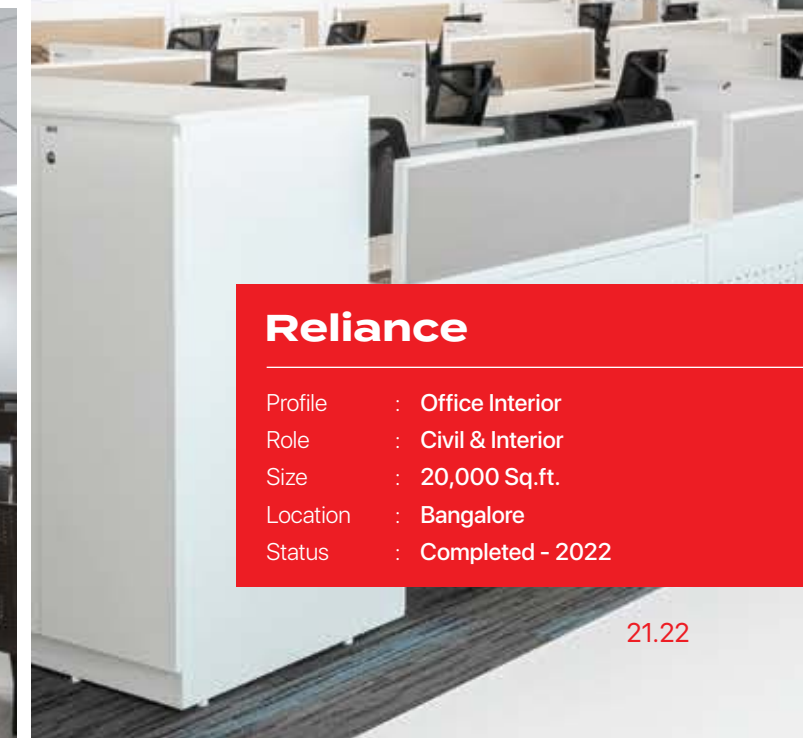 Reliance
Profile : Office Interior
Role : Civil & Interior
Size : 20,000 Sq.ft.
Location : Bangalore
Status : Completed - 2022
21.22